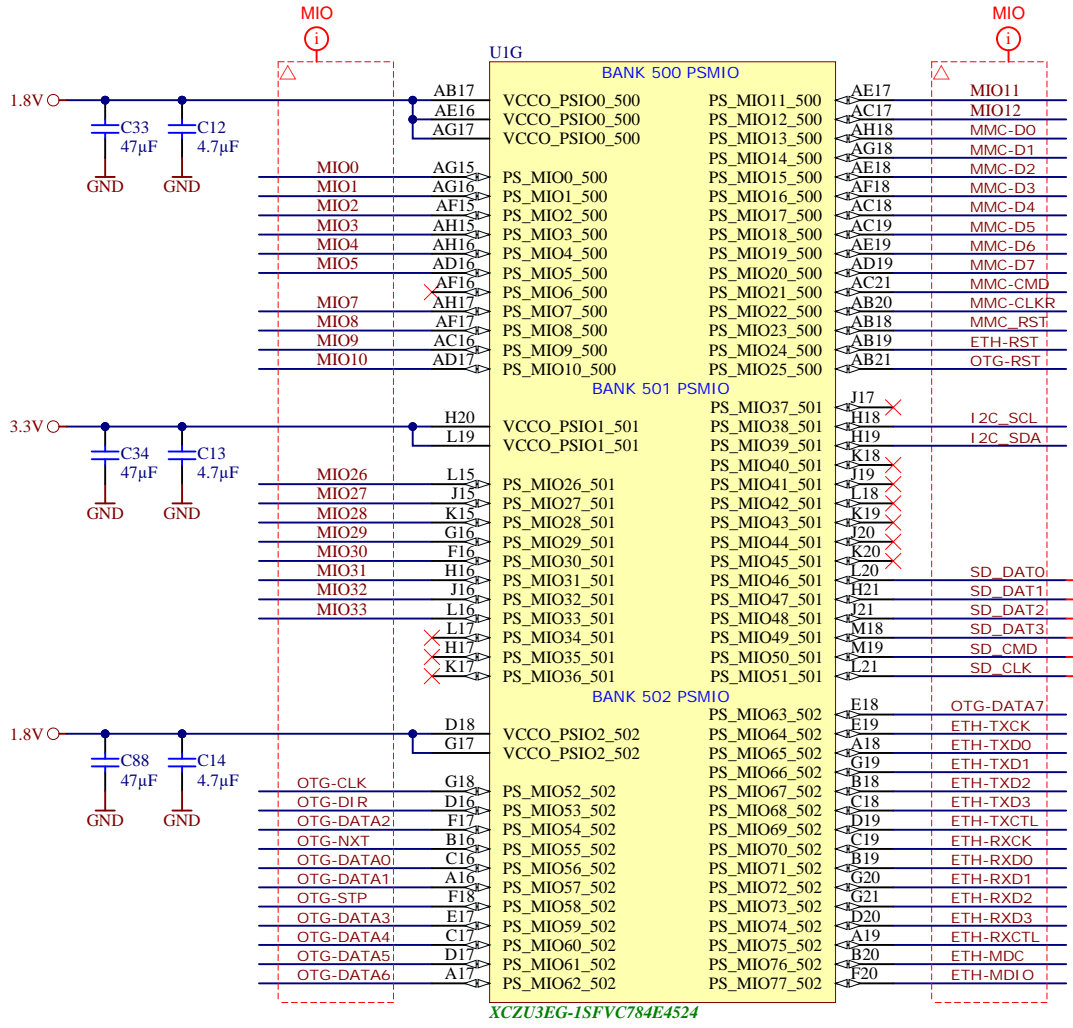 MIO
i
MIO
i
U1G
BANK 500 PSMIO
1.8V
AB17 VCCO_PSIO0_500
AE16 VCCO_PSIO0_500
AG17 VCCO_PSIO0_500
C33
47µF
GND
C12
4.7µF
GND
MIO0 AG15 PS_MIO0_500
MIO1 AG16 PS_MIO1_500
MIO2 AF15 PS_MIO2_500
MIO3 AH15 PS_MIO3_500
MIO4 AH16 PS_MIO4_500
MIO5 AD16 PS_MIO5_500
AF16 PS_MIO6_500
MIO7 AH17 PS_MIO7_500
MIO8 AF17 PS_MIO8_500
MIO9 AC16 PS_MIO9_500
MIO10 AD17 PS_MIO10_500
PS_MIO11_500 AE17 MIO11
PS_MIO12_500 AC17 MIO12
PS_MIO13_500 AH18 MMC-D0
PS_MIO14_500 AG18 MMC-D1
PS_MIO15_500 AE18 MMC-D2
PS_MIO16_500 AF18 MMC-D3
PS_MIO17_500 AC18 MMC-D4
PS_MIO18_500 AC19 MMC-D5
PS_MIO19_500 AE19 MMC-D6
PS_MIO20_500 AD19 MMC-D7
PS_MIO21_500 AC21 MMC-CMD
PS_MIO22_500 AB20 MMC-CLKR
PS_MIO23_500 AB18 MMC_RST
PS_MIO24_500 AB19 ETH-RST
PS_MIO25_500 AB21 OTG-RST
BANK 501 PSMIO
3.3V
H20 VCCO_PSIO1_501
L19 VCCO_PSIO1_501
C34
47µF
GND
C13
4.7µF
GND
MIO26 L15 PS_MIO26_501
MIO27 J15 PS_MIO27_501
MIO28 K15 PS_MIO28_501
MIO29 G16 PS_MIO29_501
MIO30 F16 PS_MIO30_501
MIO31 H16 PS_MIO31_501
MIO32 J16 PS_MIO32_501
MIO33 L16 PS_MIO33_501
L17 PS_MIO34_501
H17 PS_MIO35_501
K17 PS_MIO36_501
PS_MIO37_501 J17
PS_MIO38_501 H18 I2C_SCL
PS_MIO39_501 H19 I2C_SDA
PS_MIO40_501 K18
PS_MIO41_501 J19
PS_MIO42_501 L18
PS_MIO43_501 K19
PS_MIO44_501 J20
PS_MIO45_501 K20
PS_MIO46_501 L20 SD_DAT0
PS_MIO47_501 H21 SD_DAT1
PS_MIO48_501 J21 SD_DAT2
PS_MIO49_501 M18 SD_DAT3
PS_MIO50_501 M19 SD_CMD
PS_MIO51_501 L21 SD_CLK
BANK 502 PSMIO
1.8V
D18 VCCO_PSIO2_502
G17 VCCO_PSIO2_502
C88
47µF
GND
C14
4.7µF
GND
OTG-CLK G18 PS_MIO52_502
OTG-DIR D16 PS_MIO53_502
OTG-DATA2 F17 PS_MIO54_502
OTG-NXT B16 PS_MIO55_502
OTG-DATA0 C16 PS_MIO56_502
OTG-DATA1 A16 PS_MIO57_502
OTG-STP F18 PS_MIO58_502
OTG-DATA3 E17 PS_MIO59_502
OTG-DATA4 C17 PS_MIO60_502
OTG-DATA5 D17 PS_MIO61_502
OTG-DATA6 A17 PS_MIO62_502
PS_MIO63_502 E18 OTG-DATA7
PS_MIO64_502 E19 ETH-TXCK
PS_MIO65_502 A18 ETH-TXD0
PS_MIO66_502 G19 ETH-TXD1
PS_MIO67_502 B18 ETH-TXD2
PS_MIO68_502 C18 ETH-TXD3
PS_MIO69_502 D19 ETH-TXCTL
PS_MIO70_502 C19 ETH-RXCK
PS_MIO71_502 B19 ETH-RXD0
PS_MIO72_502 G20 ETH-RXD1
PS_MIO73_502 G21 ETH-RXD2
PS_MIO74_502 D20 ETH-RXD3
PS_MIO75_502 A19 ETH-RXCTL
PS_MIO76_502 B20 ETH-MDC
PS_MIO77_502 F20 ETH-MDIO
XCZU3EG-1SFVC784E4524